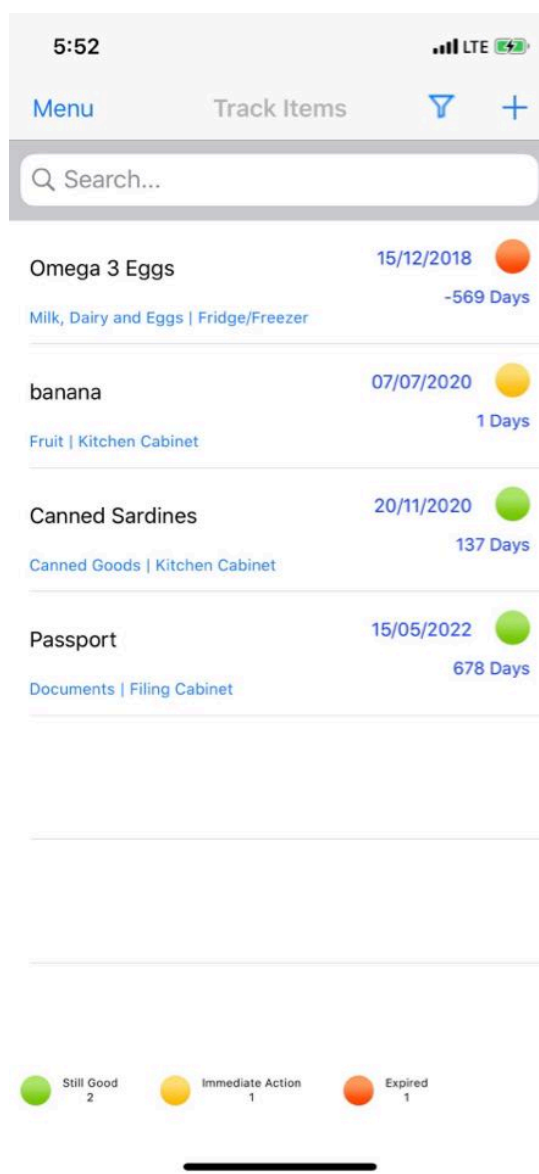 5:52 LTE
Menu Track Items
Search...
Omega 3 Eggs 15/12/2018
-569 Days
Milk, Dairy and Eggs | Fridge/Freezer
banana 07/07/2020
1 Days
Fruit | Kitchen Cabinet
Canned Sardines 20/11/2020
137 Days
Canned Goods | Kitchen Cabinet
Passport 15/05/2022
678 Days
Documents | Filing Cabinet
Still Good Immediate Action Expired
2 1 1